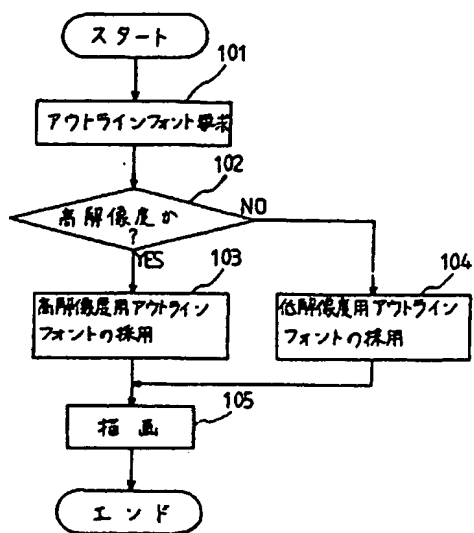 スタート
101
アウトラインフォント要求
102
高解像度か
?
NO
YES
103
104
高解像度用アウトライン
フォントの採用
低解像度用アウトライン
フォントの採用
描画
105
エンド